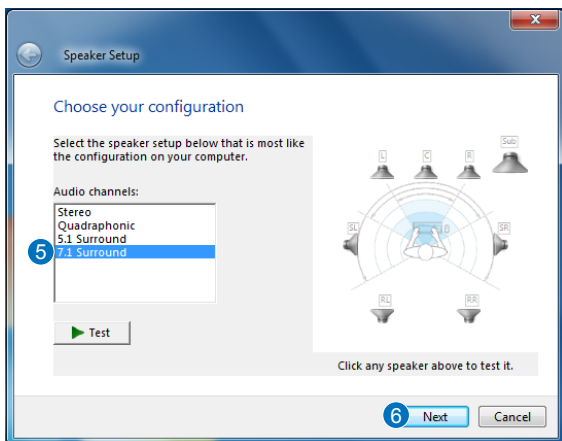 Speaker Setup
Choose your configuration
Select the speaker setup below that is most like
the configuration on your computer.
Audio channels:
Stereo
Quadraphonic
5.1 Surround
5 7.1 Surround
Test
L C R Sub
SL SR
RL RR
Click any speaker above to test it.
6 Next Cancel